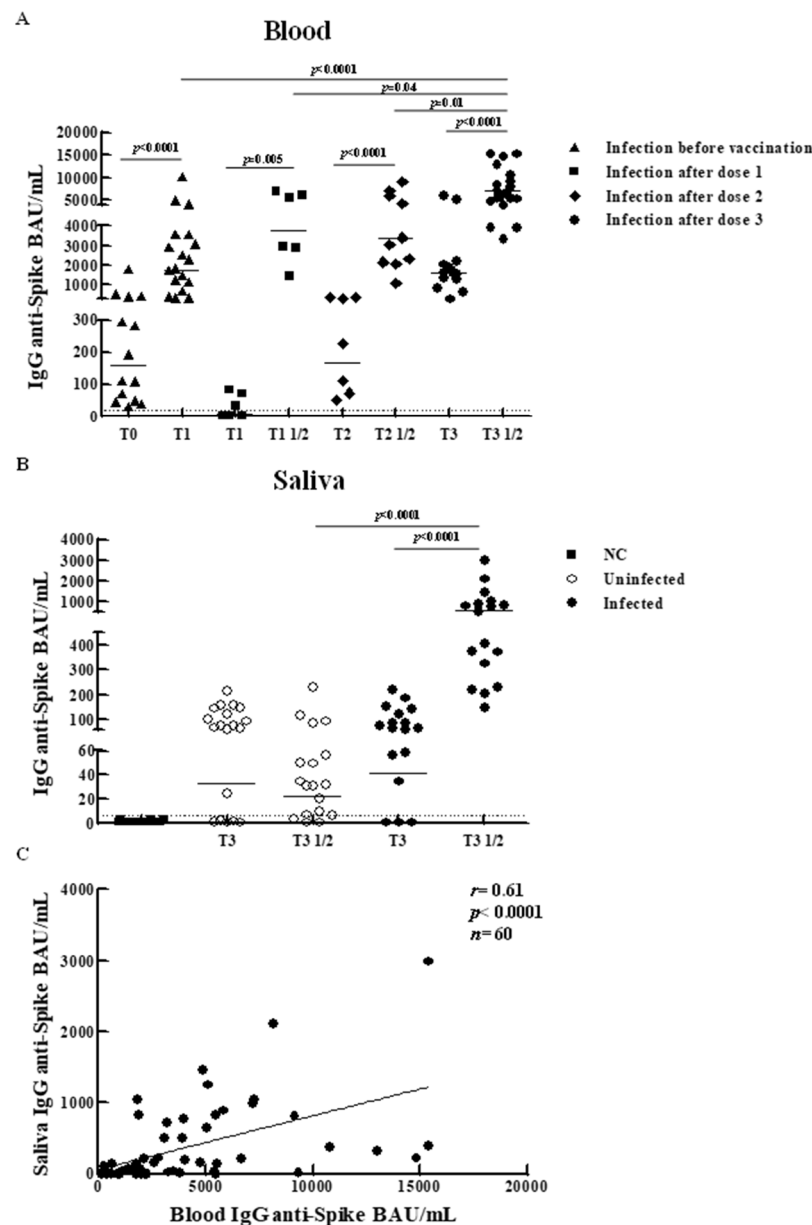 A
Blood
p<0.0001
p=0.04
p=0.01
p<0.0001 p=0.005 p<0.0001 p<0.0001
IgG anti-Spike BAU/mL
20000
15000
10000
5000
4000
3000
2000
1000
300
200
100
0
T0 T1 T1 T1 1/2 T2 T2 1/2 T3 T3 1/2
Infection before vaccination
Infection after dose 1
Infection after dose 2
Infection after dose 3
B
Saliva
p<0.0001
p<0.0001
IgG anti-Spike BAU/mL
4000
3000
2000
1000
400
300
200
100
60
40
20
0
T3 T3 1/2 T3 T3 1/2
NC
Uninfected
Infected
C
r= 0.61
p< 0.0001
n= 60
Saliva IgG anti-Spike BAU/mL
4000
3000
2000
1000
0
0 5000 10000 15000 20000
Blood IgG anti-Spike BAU/mL